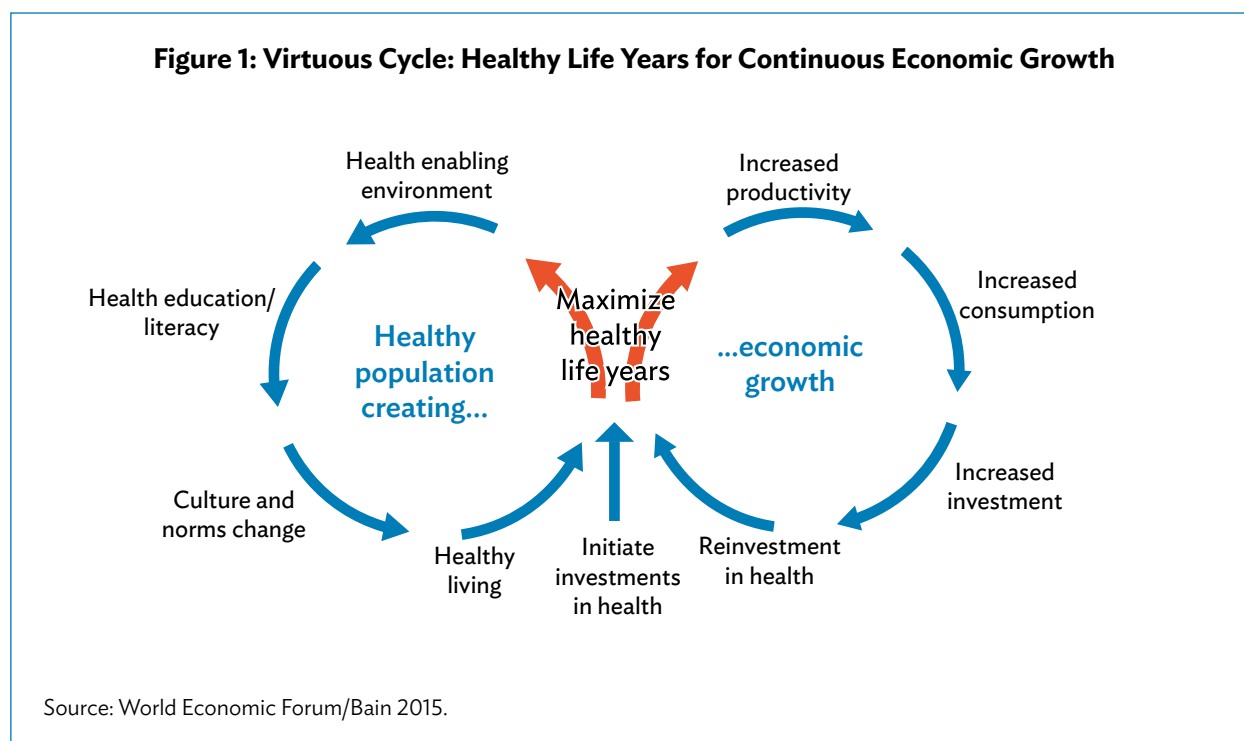 Figure 1: Virtuous Cycle: Healthy Life Years for Continuous Economic Growth
Health enabling
environment
Health education/
literacy
Culture and
norms change
Healthy
living
Healthy
population
creating...
Maximize
healthy
life years
Initiate
investments
in health
...economic
growth
Increased
productivity
Increased
consumption
Increased
investment
Reinvestment
in health
Source: World Economic Forum/Bain 2015.